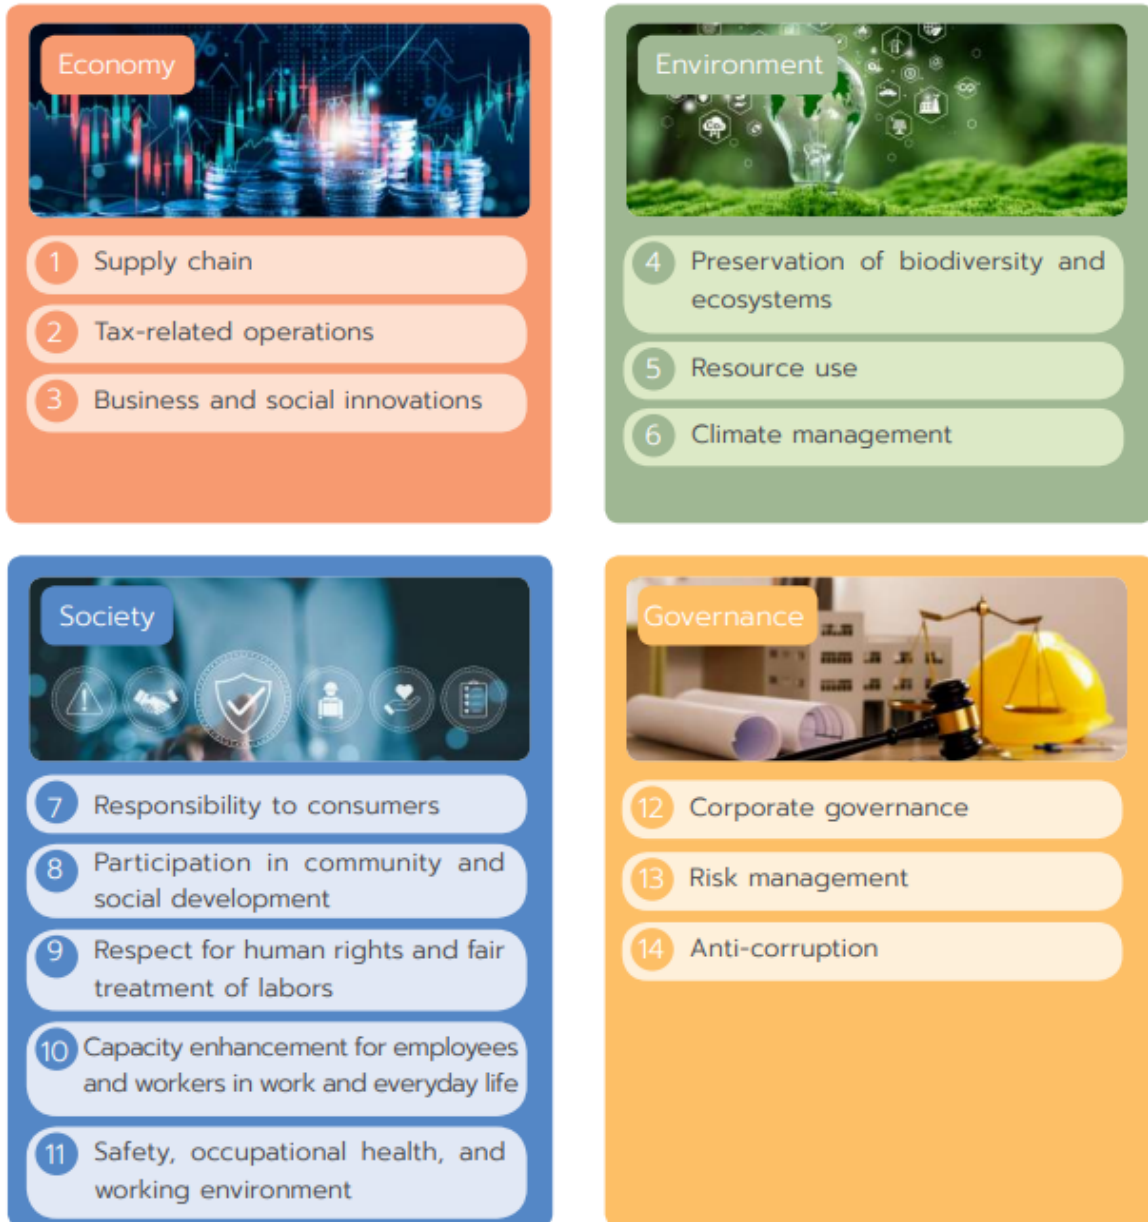 Economy
1 Supply chain
2 Tax-related operations
3 Business and social innovations
Environment
4 Preservation of biodiversity and
ecosystems
5 Resource use
6 Climate management
Society
7 Responsibility to consumers
8 Participation in community and
social development
9 Respect for human rights and fair
treatment of labors
10 Capacity enhancement for employees
and workers in work and everyday life
11 Safety, occupational health, and
working environment
Governance
12 Corporate governance
13 Risk management
14 Anti-corruption